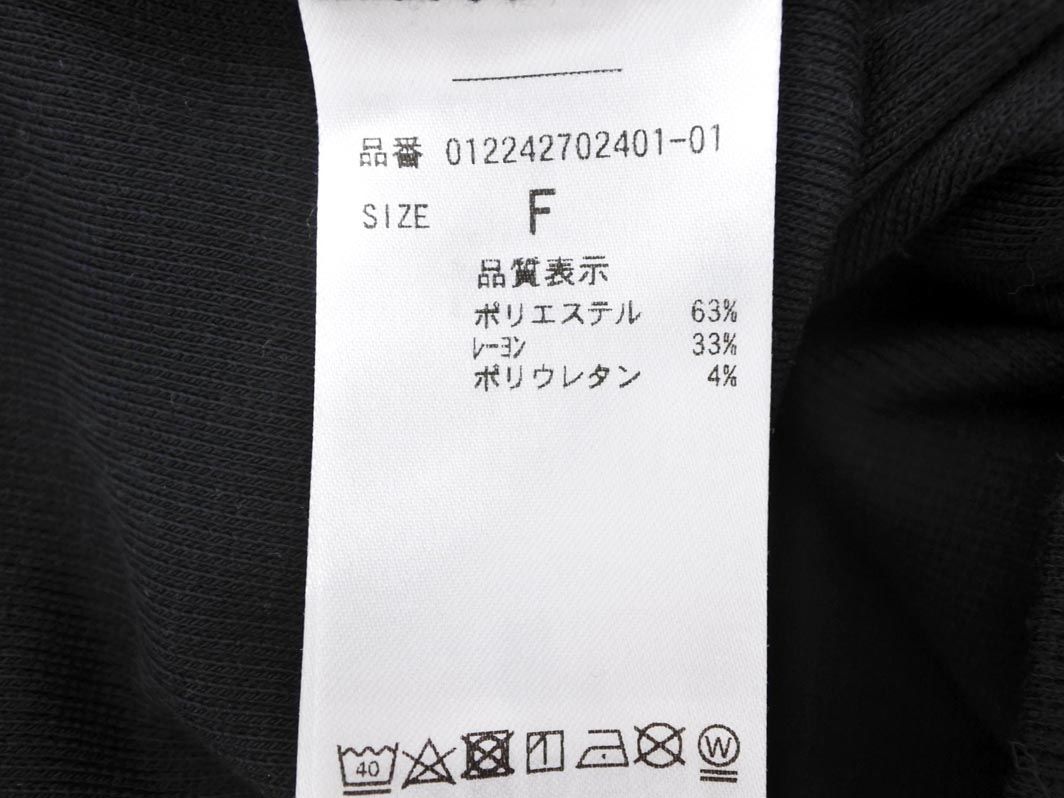 品番 012242702401-01
SIZE F
品質表示
ポリエステル 63%
ﾚｰﾖﾝ 33%
ポリウレタン 4%
40 W